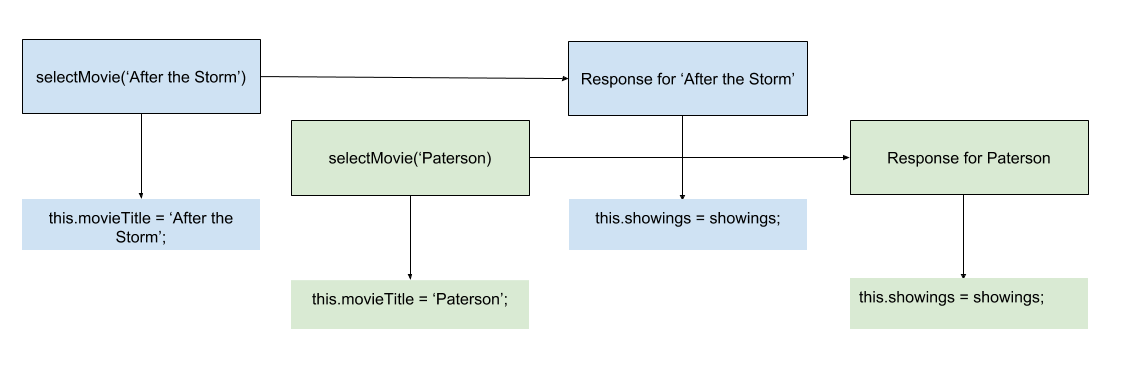 selectMovie(‘After the Storm’)
Response for ‘After the Storm’
selectMovie(‘Paterson)
Response for Paterson
this.movieTitle = ‘After the
Storm’;
this.showings = showings;
this.movieTitle = ‘Paterson’;
this.showings = showings;